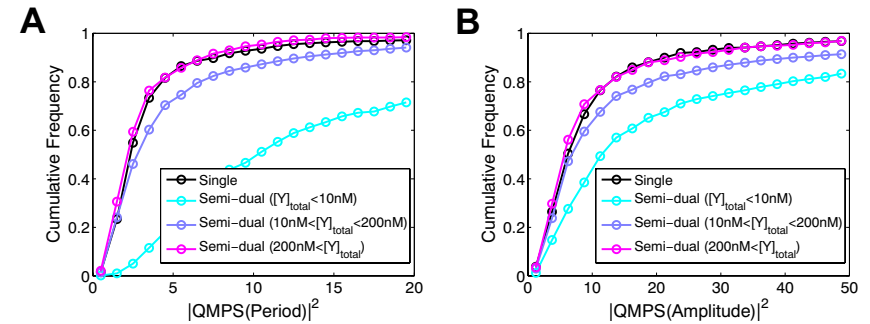 A
Cumulative Frequency
1
0.8
0.6
0.4
0.2
0
0 5 10 15 20
|QMPS(Period)|²
Single
Semi−dual ([Y]total<10nM)
Semi−dual (10nM<[Y]total<200nM)
Semi−dual (200nM<[Y]total)
B
Cumulative Frequency
1
0.8
0.6
0.4
0.2
0
0 10 20 30 40 50
|QMPS(Amplitude)|²
Single
Semi−dual ([Y]total<10nM)
Semi−dual (10nM<[Y]total<200nM)
Semi−dual (200nM<[Y]total)